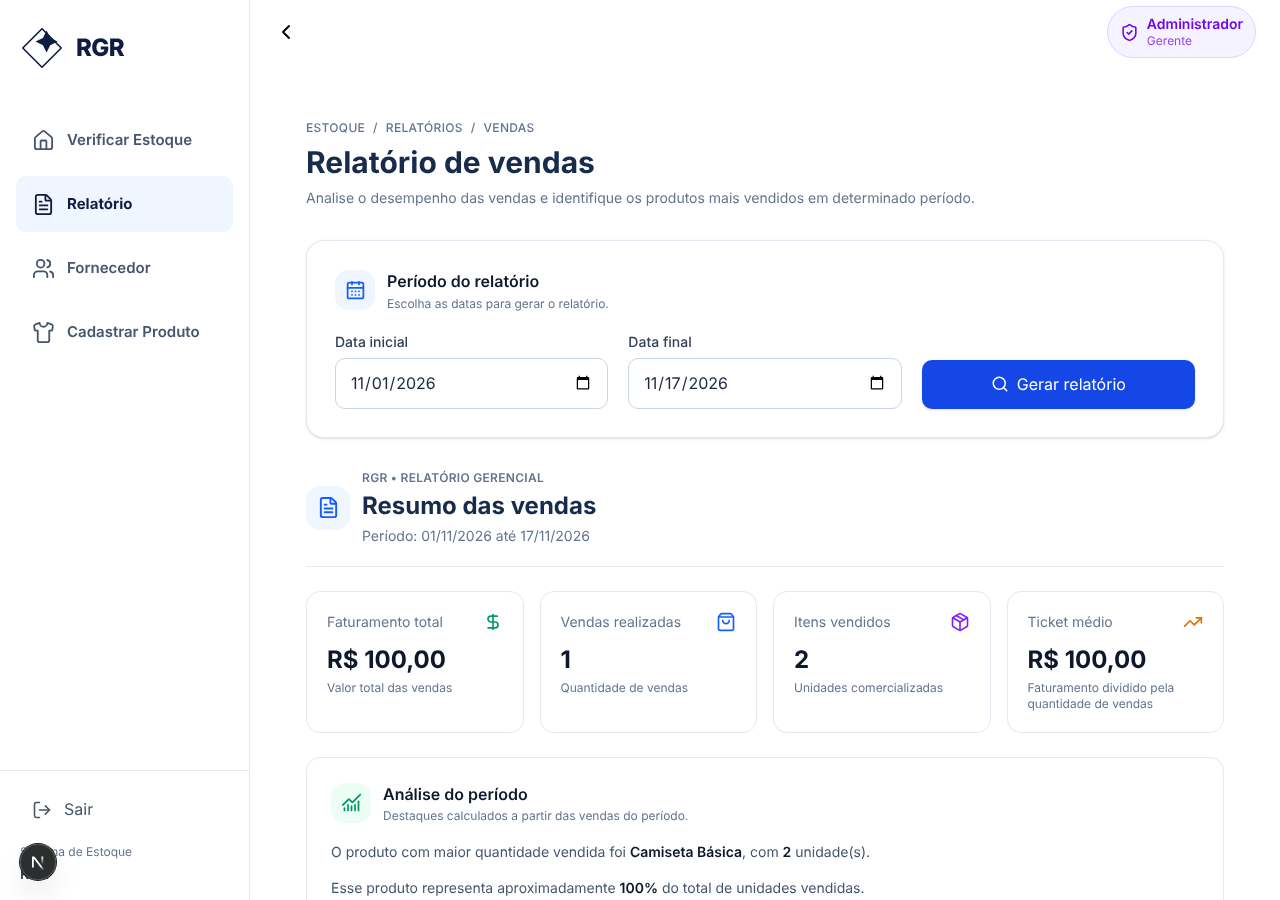 RGR
Verificar Estoque
Relatório
Fornecedor
Cadastrar Produto
Sair
de Estoque
N
Administrador
Gerente
ESTOQUE / RELATÓRIOS / VENDAS
Relatório de vendas
Analise o desempenho das vendas e identifique os produtos mais vendidos em determinado período.
Período do relatório
Escolha as datas para gerar o relatório.
Data inicial
11/01/2026
Data final
11/17/2026
Gerar relatório
RGR • RELATÓRIO GERENCIAL
Resumo das vendas
Período: 01/11/2026 até 17/11/2026
Faturamento total
R$ 100,00
Valor total das vendas
Vendas realizadas
1
Quantidade de vendas
Itens vendidos
2
Unidades comercializadas
Ticket médio
R$ 100,00
Faturamento dividido pela
quantidade de vendas
Análise do período
Destaques calculados a partir das vendas do período.
O produto com maior quantidade vendida foi Camiseta Básica, com 2 unidade(s).
Esse produto representa aproximadamente 100% do total de unidades vendidas.